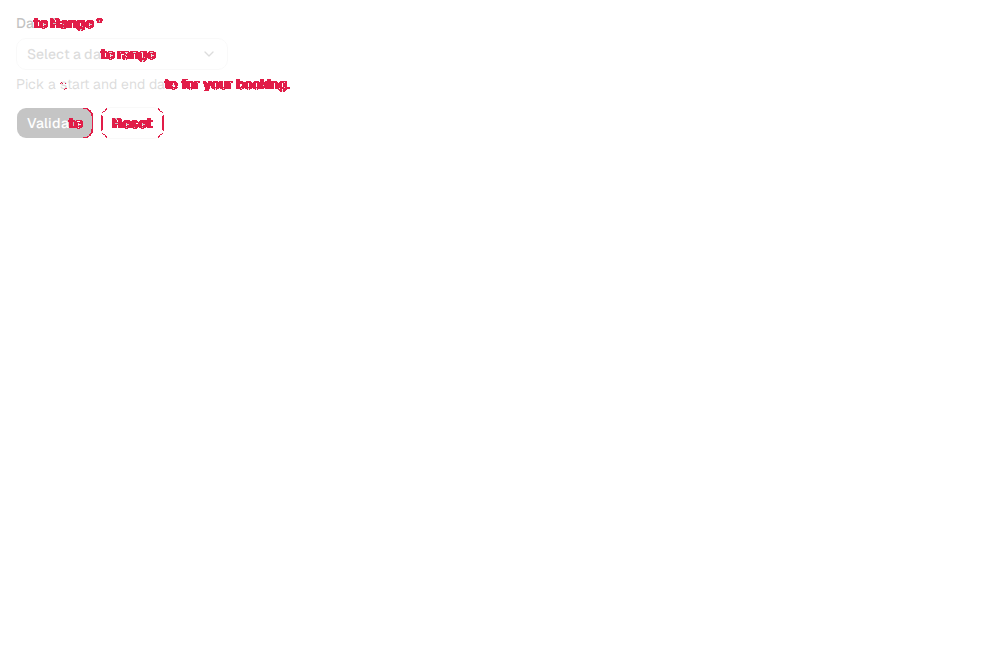 Date Range *
Select a date range
Pick a start and end date for your booking.
Validate Reset